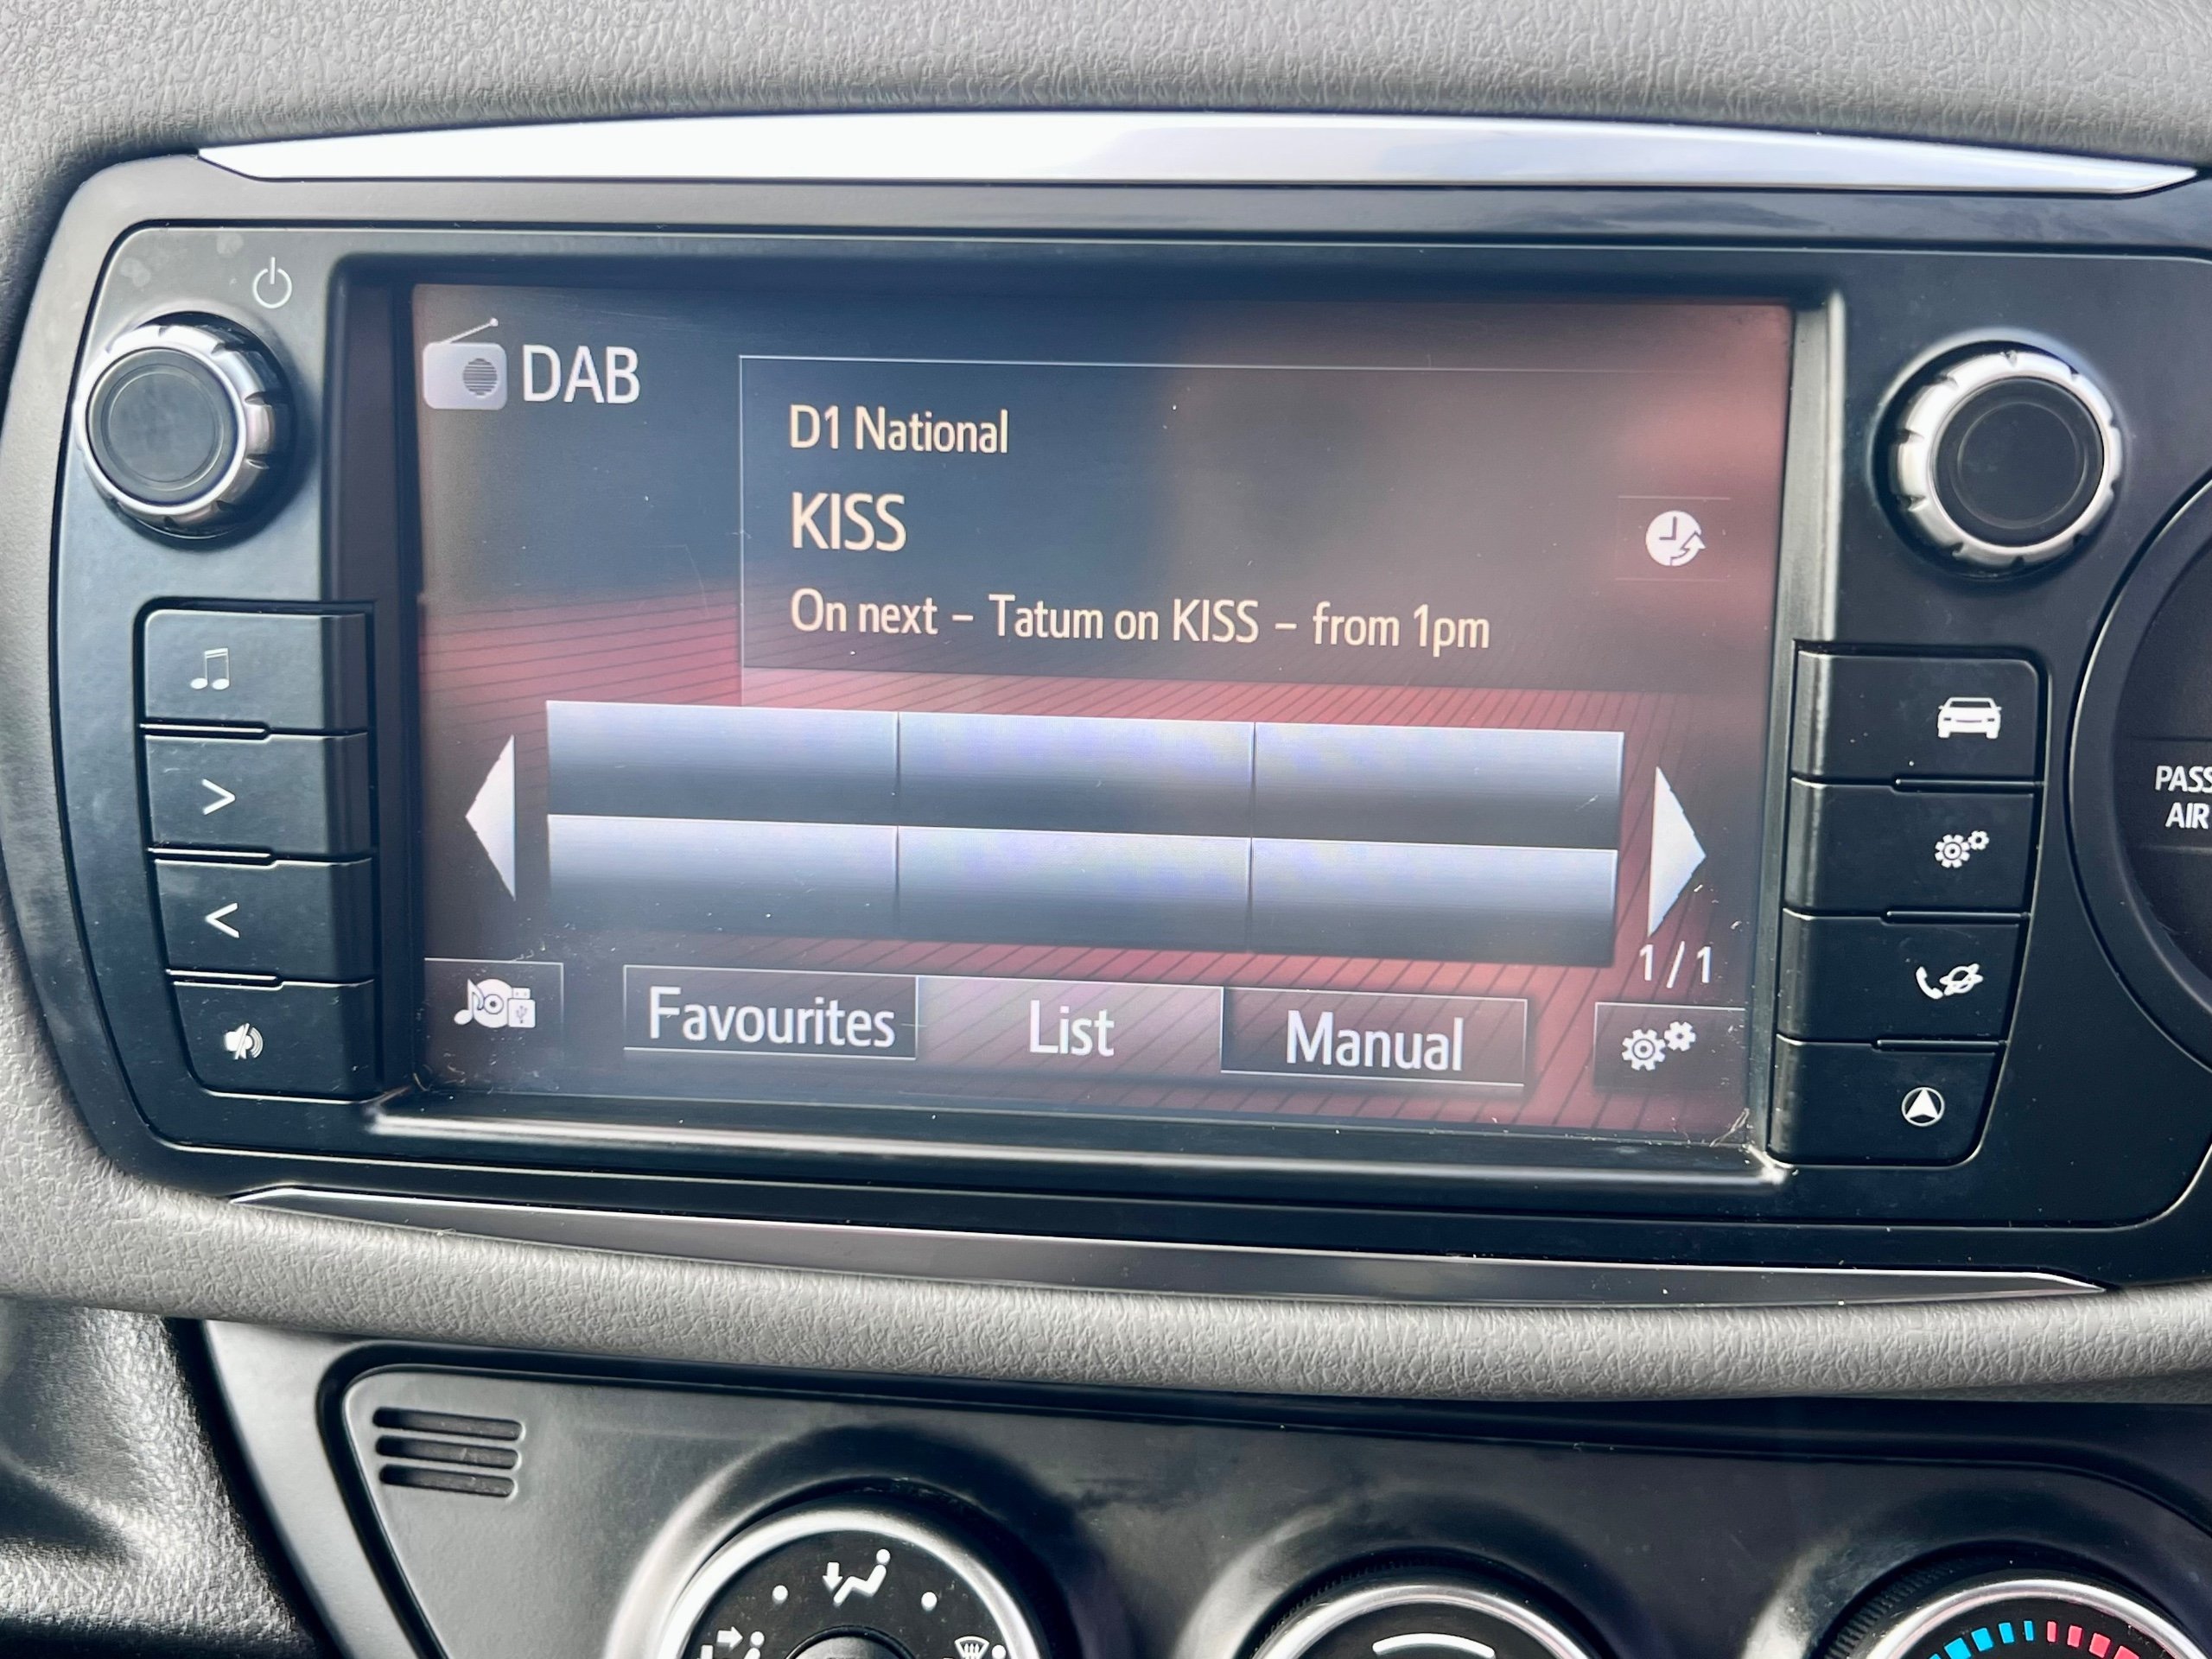 DAB
D1 National
KISS
On next – Tatum on KISS – from 1pm
1/1
Favourites List Manual
PASS
AIR